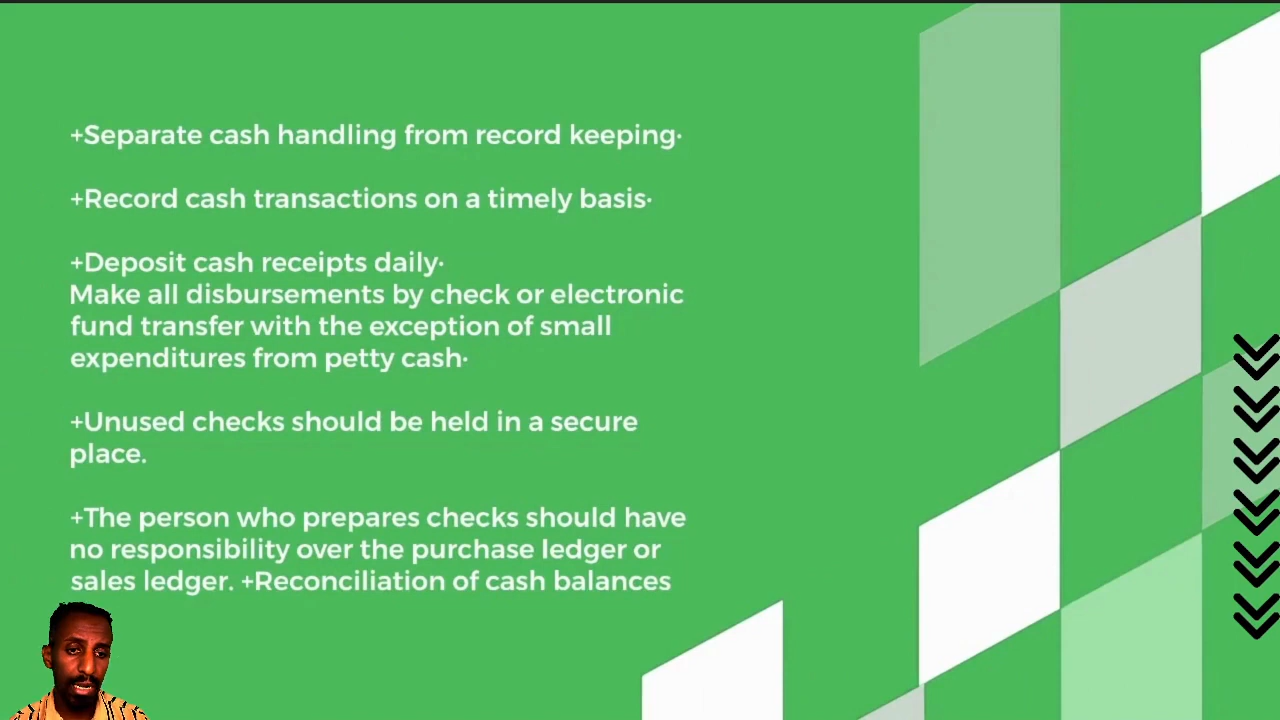 +Separate cash handling from record keeping·
+Record cash transactions on a timely basis·
+Deposit cash receipts daily·
Make all disbursements by check or electronic
fund transfer with the exception of small
expenditures from petty cash·
+Unused checks should be held in a secure
place.
+The person who prepares checks should have
no responsibility over the purchase ledger or
sales ledger. +Reconciliation of cash balances